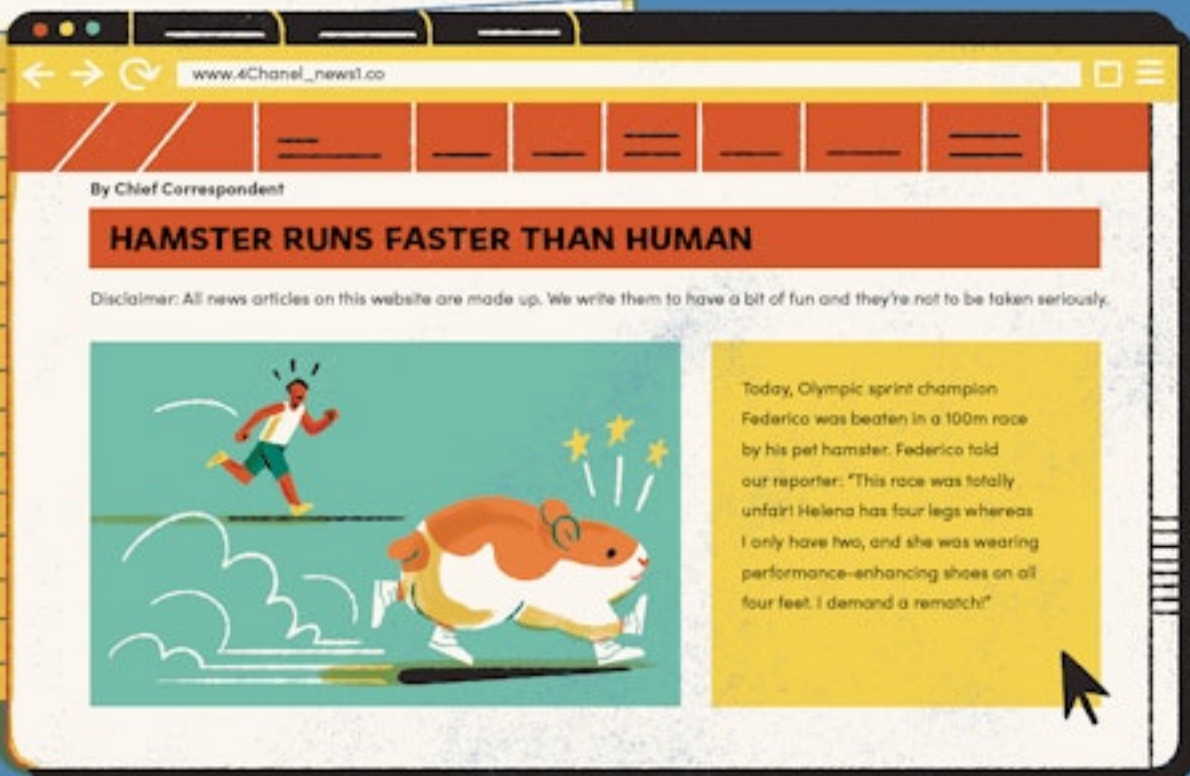 www.4Chanel_news1.co
By Chief Correspondent
HAMSTER RUNS FASTER THAN HUMAN
Disclaimer: All news articles on this website are made up. We write them to have a bit of fun and they're not to be taken seriously.
Today, Olympic sprint champion
Federico was beaten in a 100m race
by his pet hamster. Federico told
our reporter: "This race was totally
unfair! Helena has four legs whereas
I only have two, and she was wearing
performance-enhancing shoes on all
four feet. I demand a rematch!"